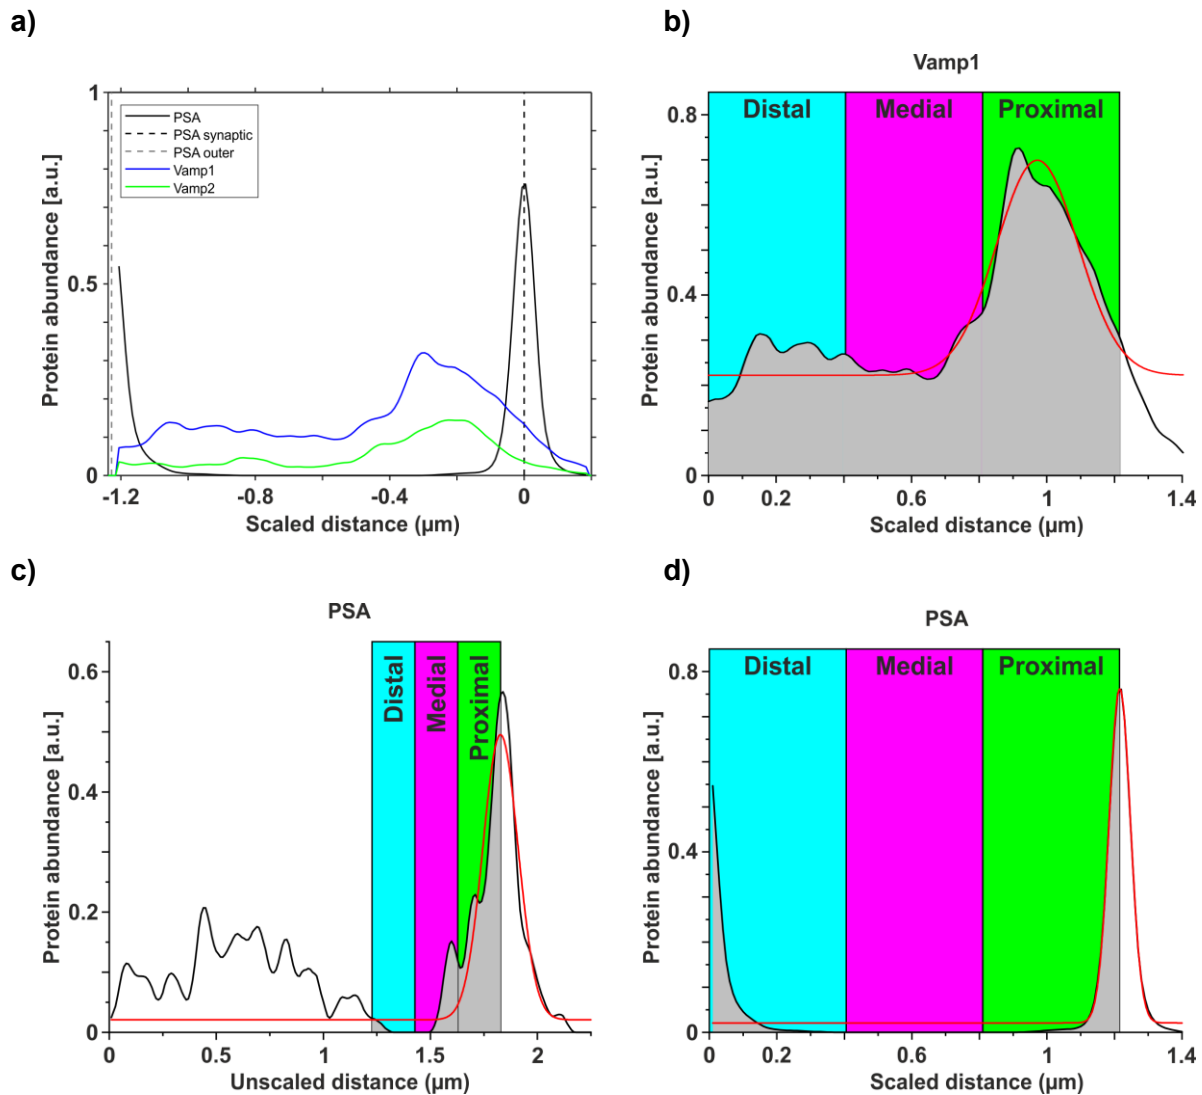 a)
1
0.5
0
Protein abundance [a.u.]
PSA
PSA synaptic
PSA outer
Vamp1
Vamp2
-1.2
-0.8
-0.4
0
Scaled distance (µm)
b)
Vamp1
Distal
Medial
Proximal
0.8
0.4
0
Protein abundance [a.u.]
0
0.2
0.6
1
1.4
Scaled distance (µm)
c)
PSA
Distal
Medial
Proximal
0.6
0.4
0.2
0
Protein abundance [a.u.]
0
0.5
1
1.5
2
Unscaled distance (µm)
d)
PSA
Distal
Medial
Proximal
0.8
0.4
0
Protein abundance [a.u.]
0
0.2
0.6
1
1.4
Scaled distance (µm)